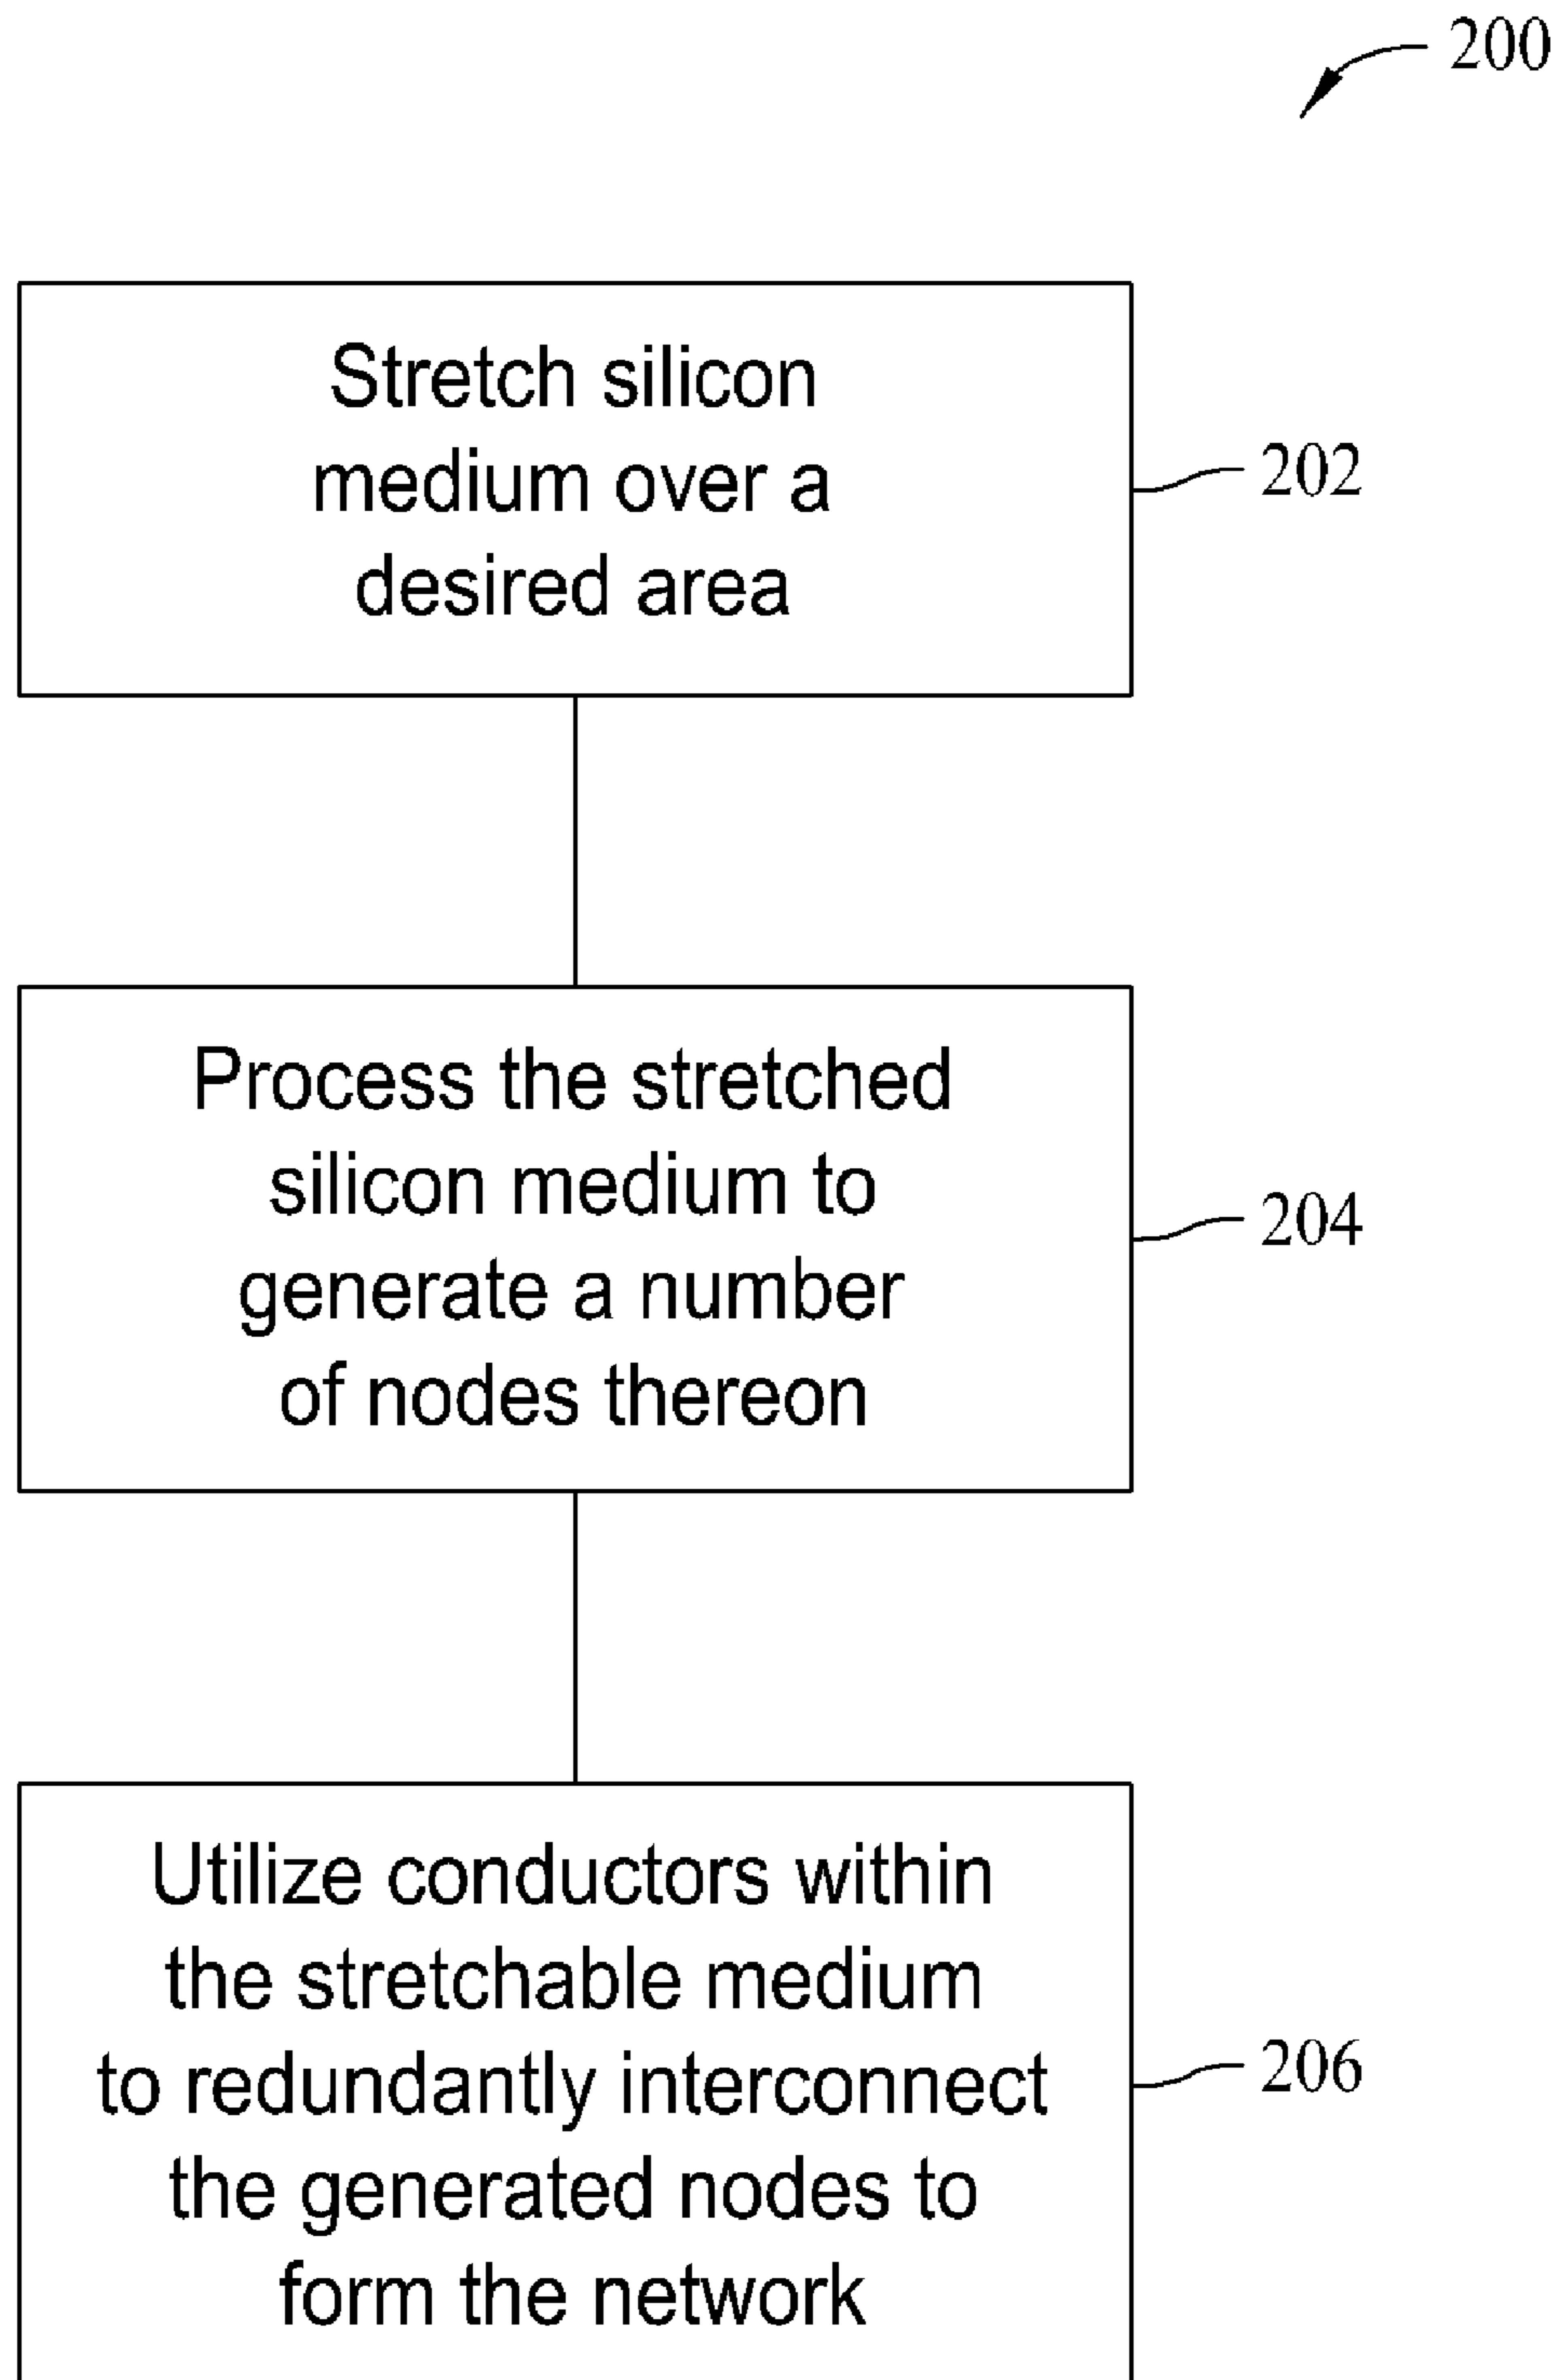 200
Stretch silicon
medium over a
desired area
202
Process the stretched
silicon medium to
generate a number
of nodes thereon
204
Utilize conductors within
the stretchable medium
to redundantly interconnect
the generated nodes to
form the network
206